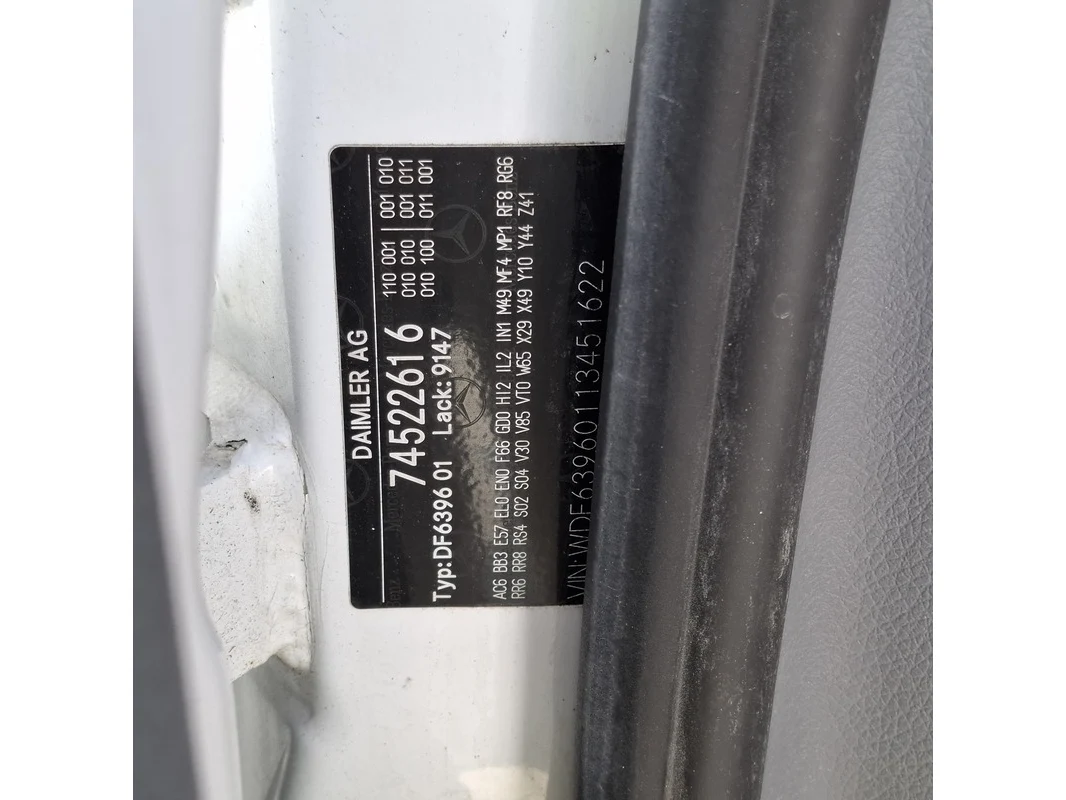 DAIMLER AG
74522616
110 001 | 001 010
010 010 | 001 011
010 100 | 011 001
Typ:DF6396 01 Lack:9147
AC6 BB3 E57 EL0 EN0 F66 GD0 HI2 IL2 IN1 M49 MF4 MP1 RF8 RG6
RR6 RR8 RS4 S02 S04 V30 V85 VT0 W65 X29 X49 Y10 Y44 Z41
VIN:WDF63960113451622